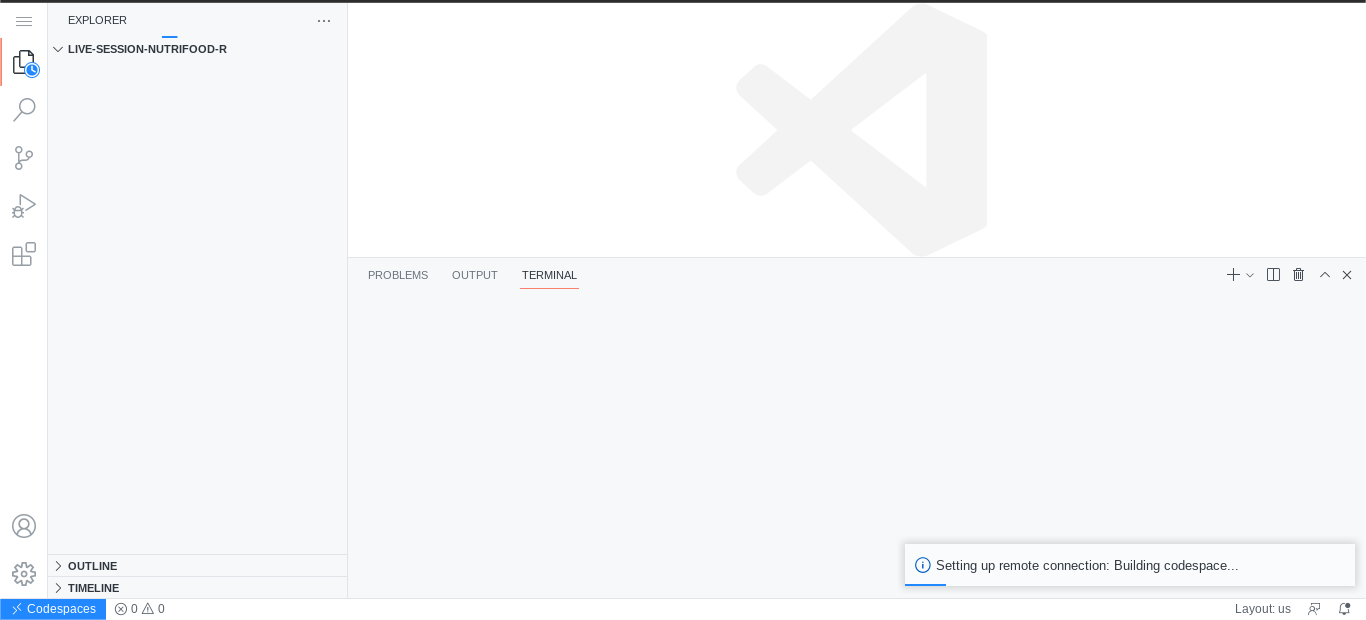 EXPLORER
LIVE-SESSION-NUTRIFOOD-R
PROBLEMS OUTPUT TERMINAL
Setting up remote connection: Building codespace...
OUTLINE
TIMELINE
Codespaces 0 0 Layout: us